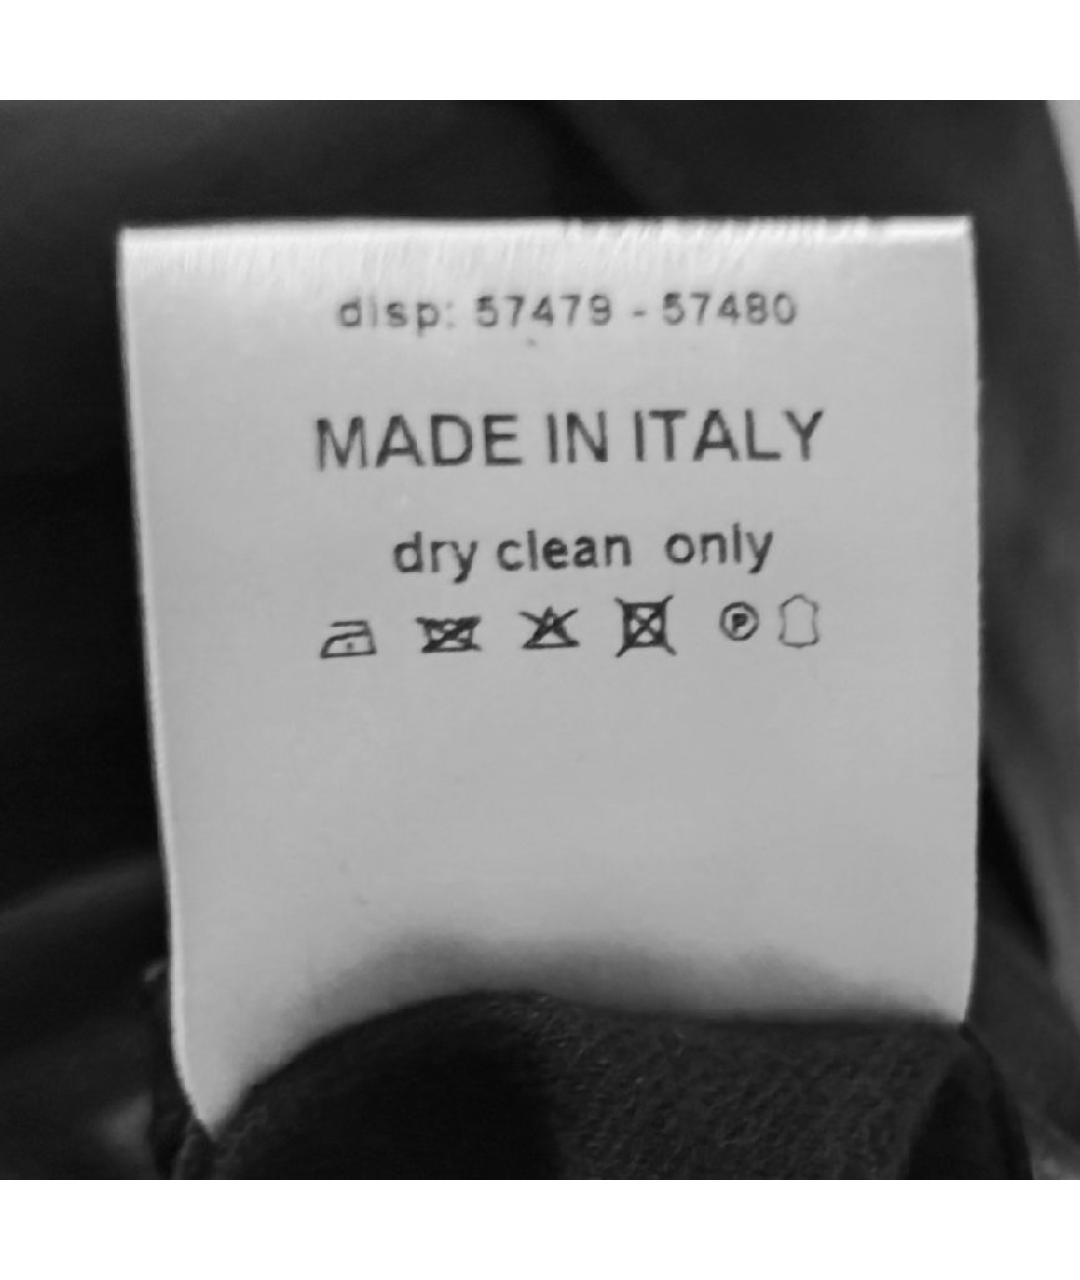 disp: 57479 - 57480
MADE IN ITALY
dry clean only
P